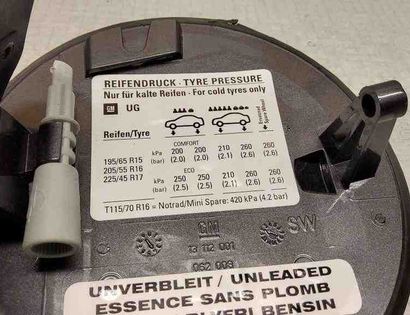 REIFENDRUCK - TYRE PRESSURE
Nur für kalte Reifen - For cold tyres only
GM UG
Reifen/Tyre
COMFORT
195/65 R15 kPa 200 200 210 260 260
205/55 R16 (bar) (2.0) (2.0) (2.1) (2.6) (2.6)
225/45 R17 ECO
kPa 250 250 210 260 260
(bar) (2.5) (2.5) (2.1) (2.6) (2.6)
T115/70 R16 = Notrad/Mini Spare: 420 kPa (4.2 bar)
GM SW
13 112 001
UNVERBLEIT / UNLEADED
ESSENCE SANS PLOMB
BENSIN